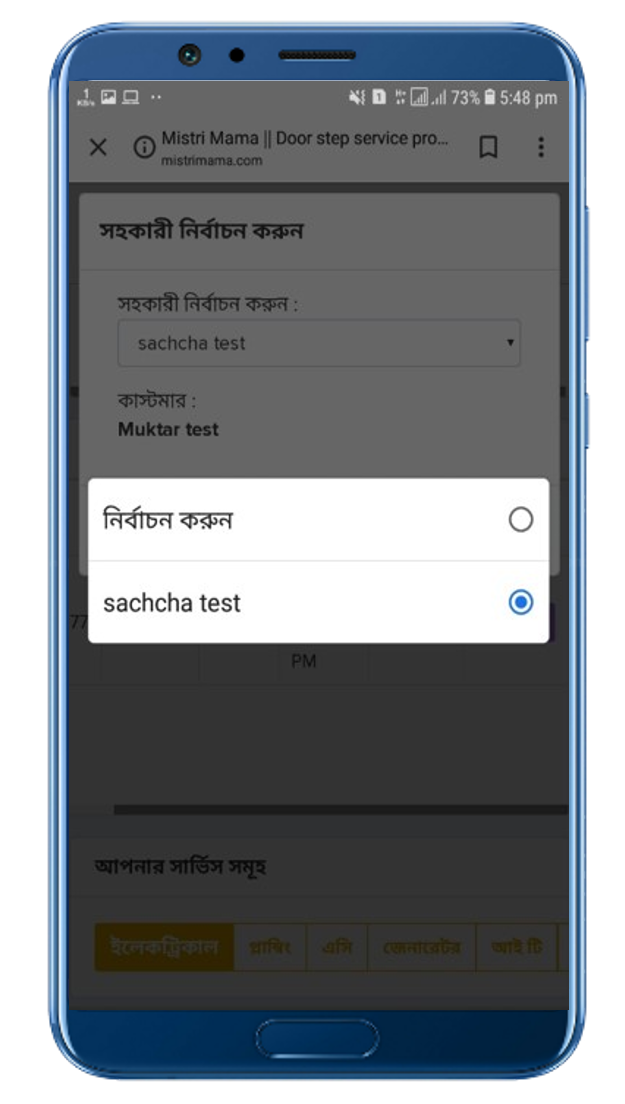 1
KB/s
73% 5:48 pm
Mistri Mama || Door step service pro...
mistrimama.com
সহকারী নির্বাচন করুন
সহকারী নির্বাচন করুন :
sachcha test
কাস্টমার :
Muktar test
নির্বাচন করুন
sachcha test
77
PM
আপনার সার্ভিস সমূহ
ইলেকট্রিকাল প্লাম্বিং এসি জেনারেটর আই টি